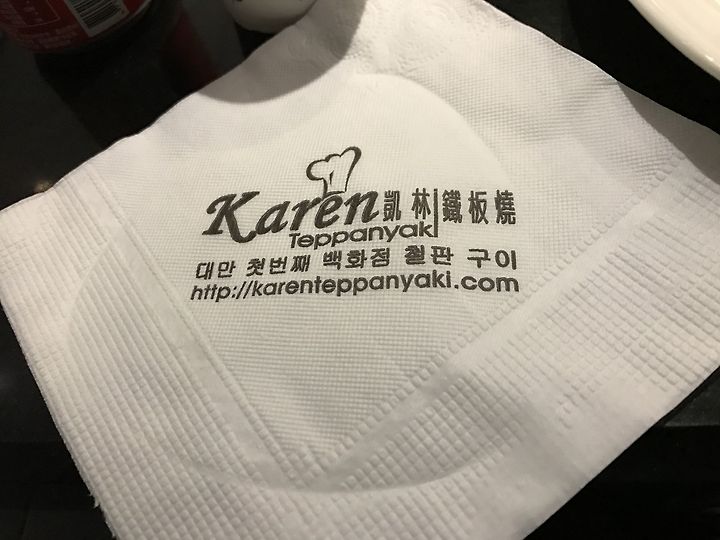 Karen 凱林 鐵板燒
Teppanyaki
대만 첫번째 백화점 철판 구이
http://karenteppanyaki.com